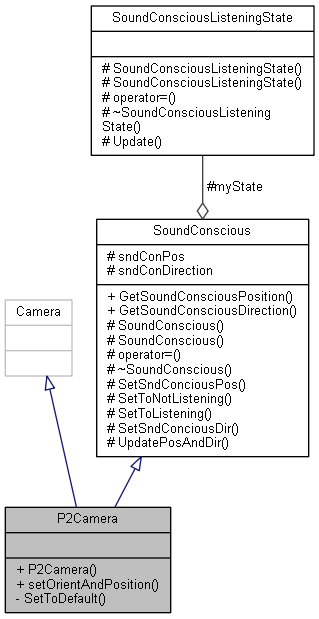 SoundConsciousListeningState
# SoundConsciousListeningState()
# SoundConsciousListeningState()
# operator=()
# ~SoundConsciousListening
State()
# Update()
#myState
SoundConscious
# sndConPos
# sndConDirection
+ GetSoundConsciousPosition()
+ GetSoundConsciousDirection()
# SoundConscious()
# SoundConscious()
# operator=()
# ~SoundConscious()
# SetSndConciousPos()
# SetToNotListening()
# SetToListening()
# SetSndConciousDir()
# UpdatePosAndDir()
Camera
P2Camera
+ P2Camera()
+ setOrientAndPosition()
- SetToDefault()